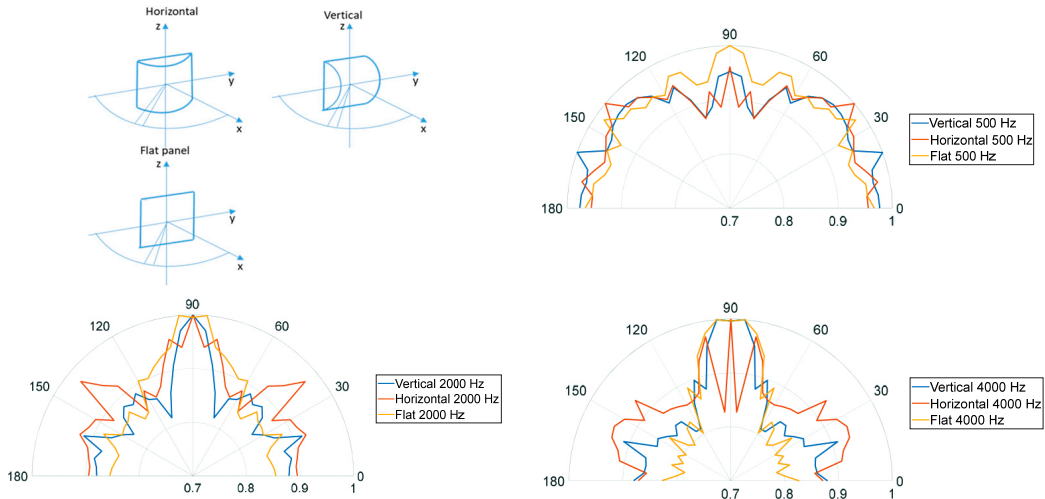 Horizontal
z
y
x
Vertical
z
y
x
Flat panel
z
y
x
90
120
60
150
30
180
0
0.7
0.8
0.9
1
Vertical 500 Hz
Horizontal 500 Hz
Flat 500 Hz
90
120
60
150
30
180
0
0.7
0.8
0.9
1
Vertical 2000 Hz
Horizontal 2000 Hz
Flat 2000 Hz
90
120
60
150
30
180
0
0.7
0.8
0.9
1
Vertical 4000 Hz
Horizontal 4000 Hz
Flat 4000 Hz